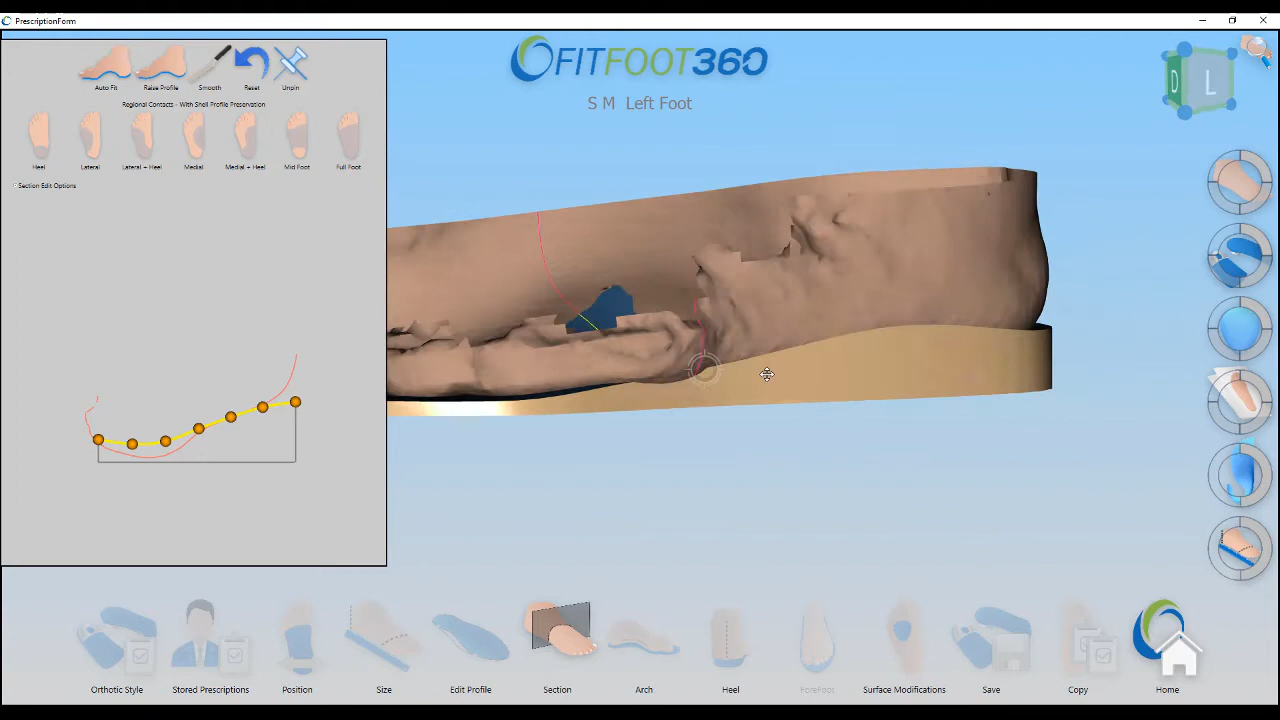 PrescriptionForm
FITFOOT360
S M Left Foot
D L
Auto Fit Raise Profile Smooth Reset Unpin
Regional Contacts - With Shell Profile Preservation
Heel Lateral Lateral + Heel Medial Medial + Heel Mid Foot Full Foot
Section Edit Options
Orthotic Style Stored Prescriptions Position Size Edit Profile Section Arch Heel ForeFoot Surface Modifications Save Copy Home